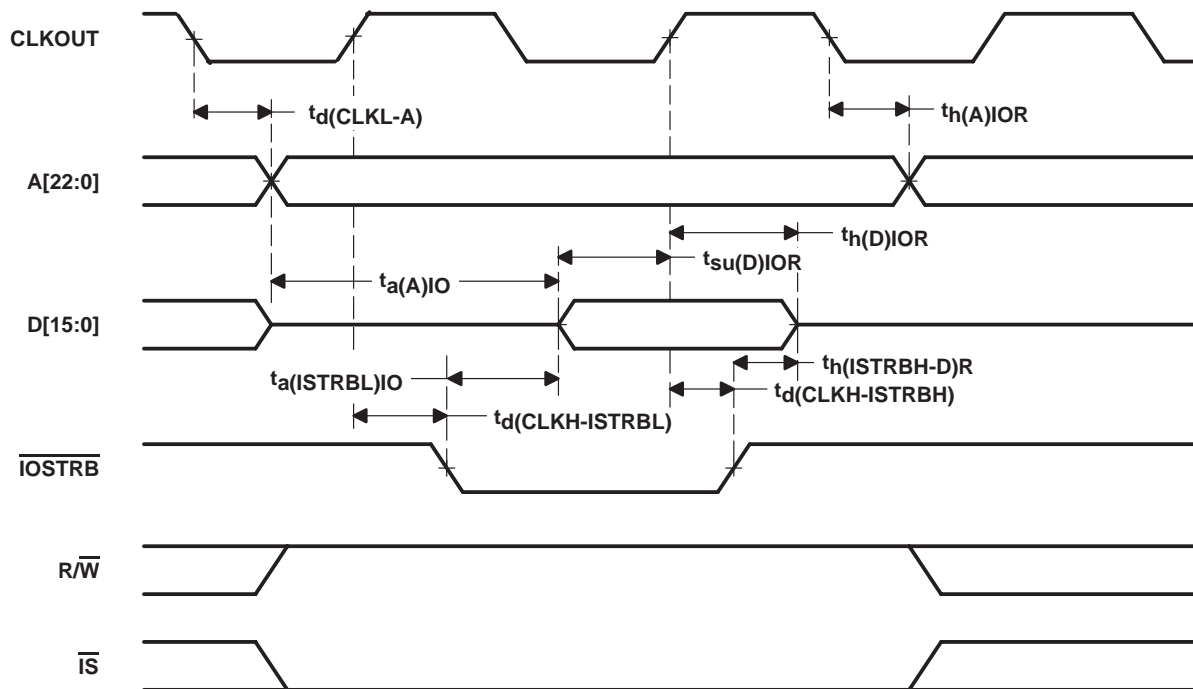 CLKOUT
td(CLKL-A)
th(A)IOR
A[22:0]
th(D)IOR
tsu(D)IOR
ta(A)IO
D[15:0]
th(ISTRBH-D)R
ta(ISTRBL)IO
td(CLKH-ISTRBH)
td(CLKH-ISTRBL)
IOSTRB
R/W
IS